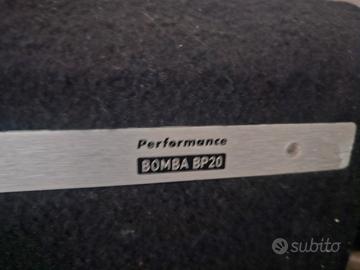 Performance
BOMBA BP20
subito